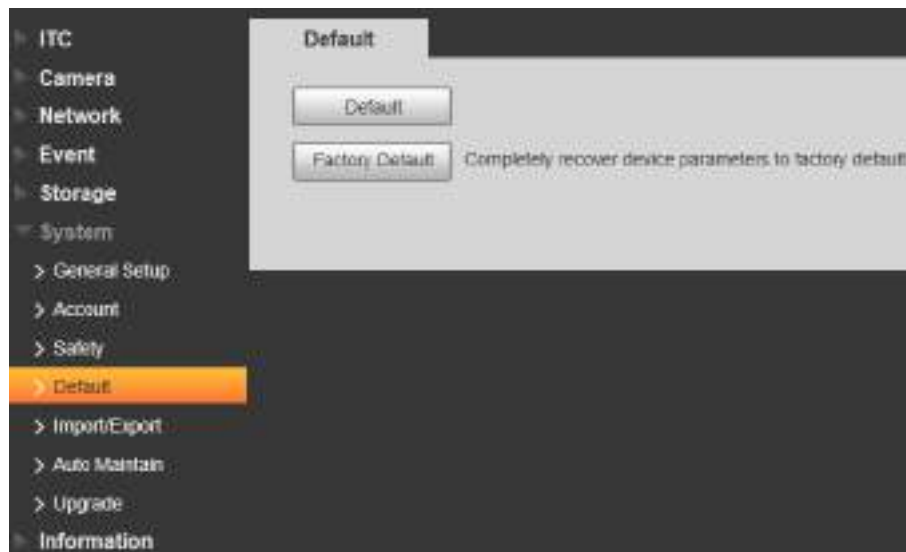 ITC
Camera
Network
Event
Storage
System
General Setup
Account
Safety
Default
Import/Export
Auto Maintain
Upgrade
Information
Default
Default
Factory Default Completely recover device parameters to factory default